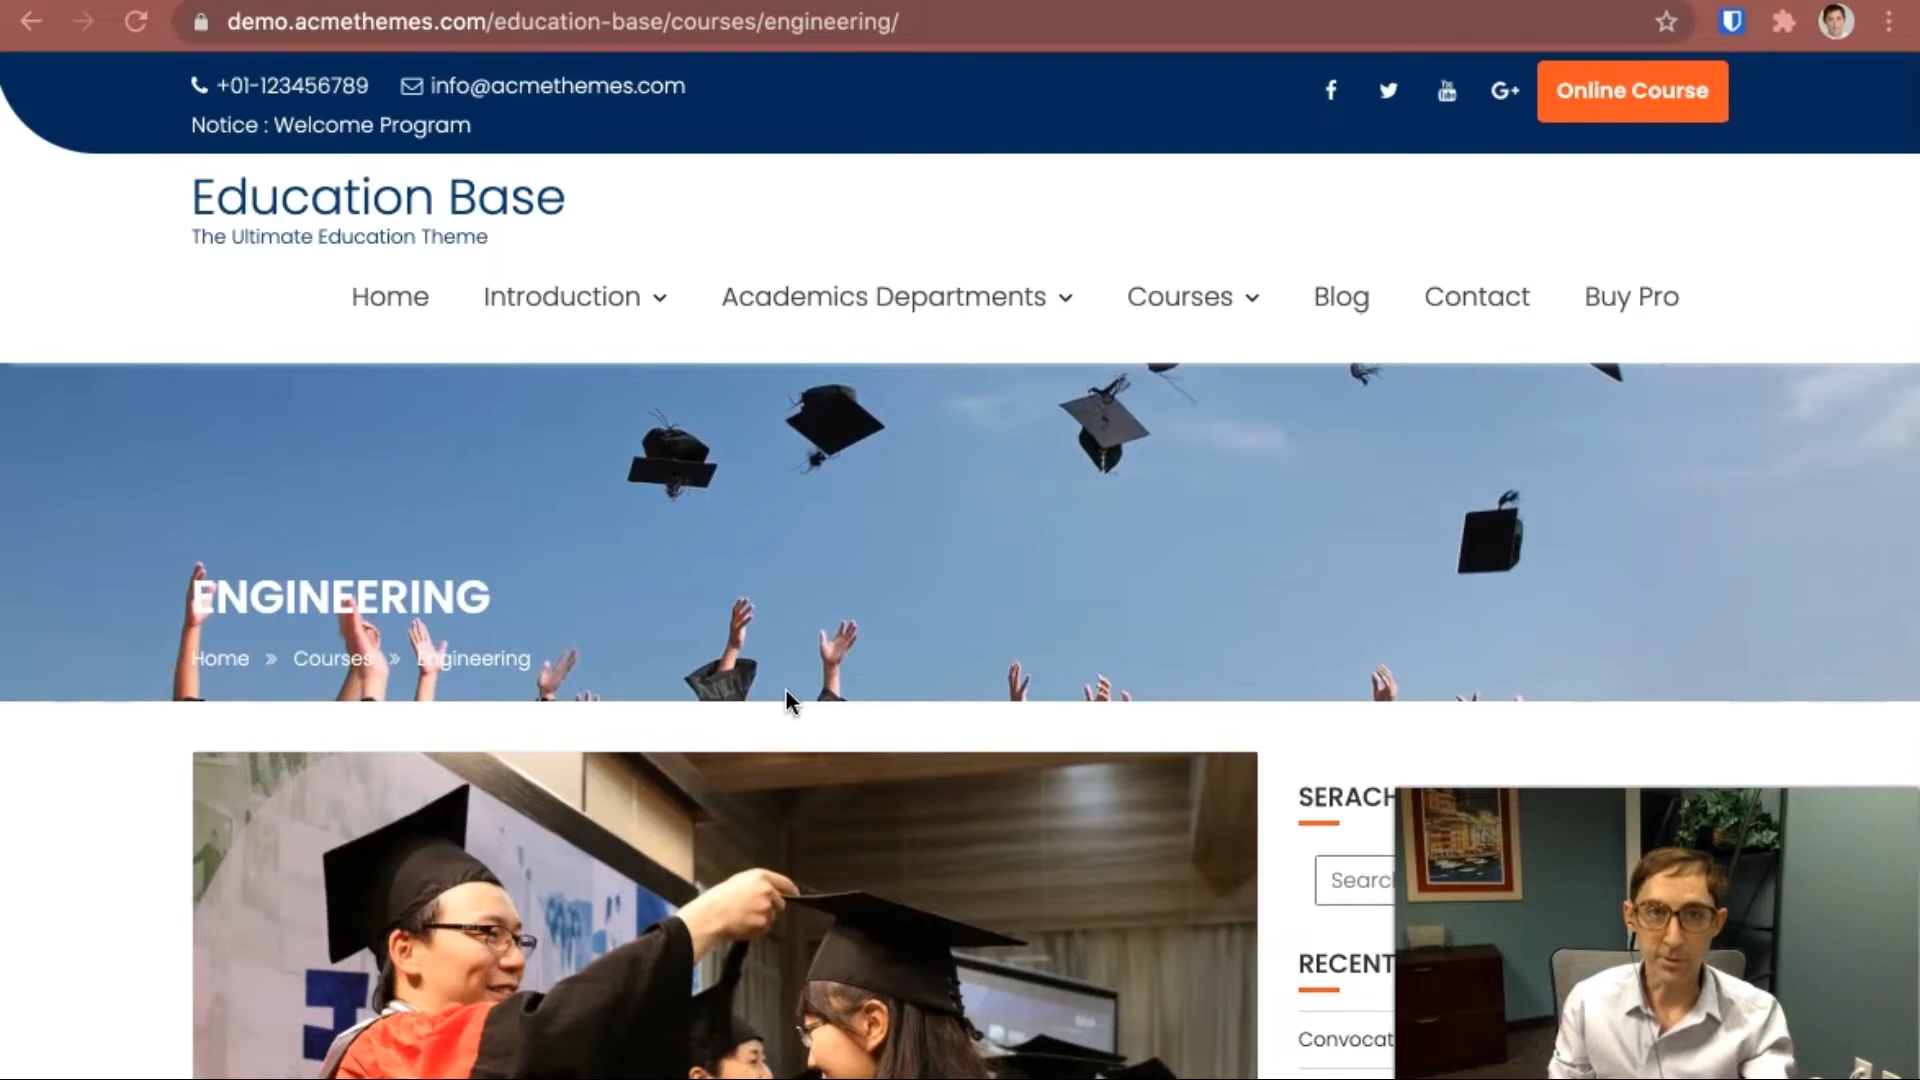 demo.acmethemes.com/education-base/courses/engineering/
+01-123456789 info@acmethemes.com
Notice : Welcome Program
You
G+
Online Course
Education Base
The Ultimate Education Theme
Home Introduction Academics Departments Courses Blog Contact Buy Pro
ENGINEERING
Home » Courses » Engineering
SERACH
Searc
RECENT
Convocat